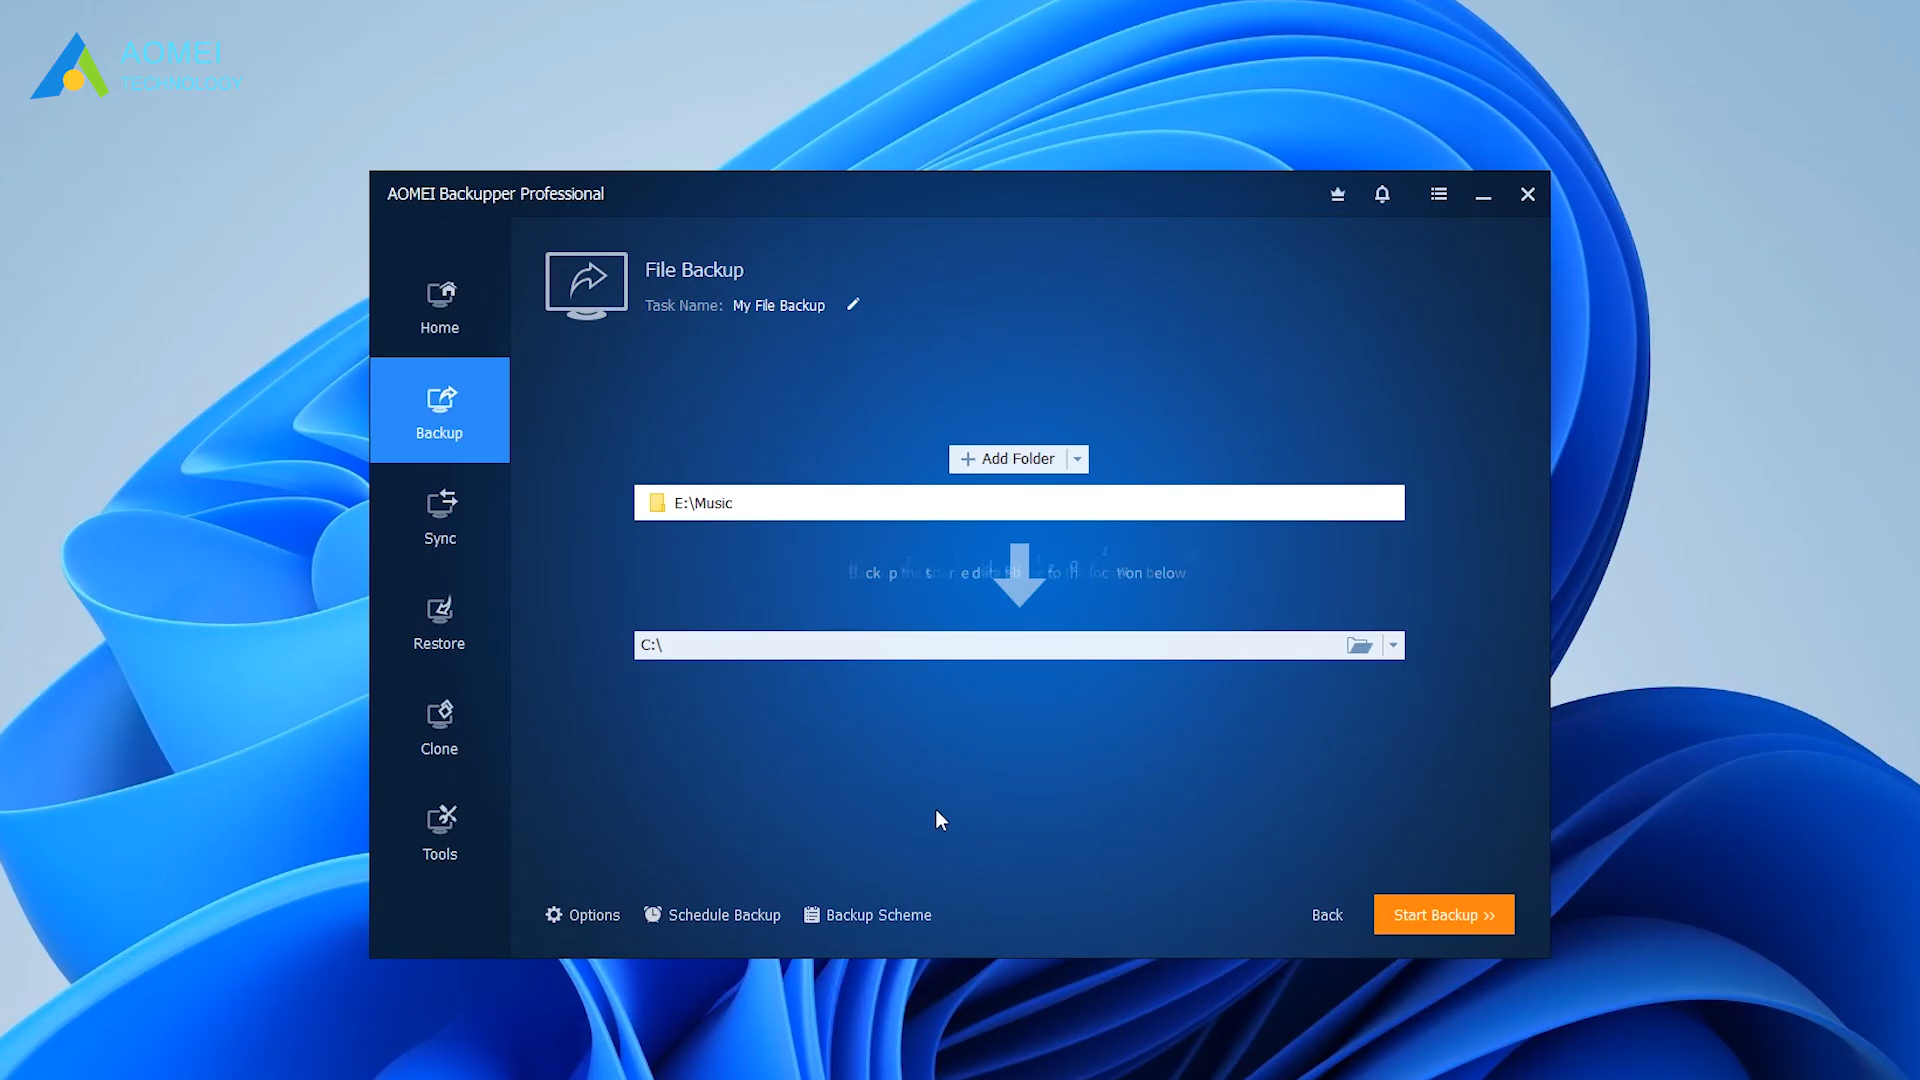 AOMEI
TECHNOLOGY
AOMEI Backupper Professional
File Backup
Task Name: My File Backup
Home
Backup
Sync
Restore
Clone
Tools
Add Folder
E:\Music
below
C:\
Options
Schedule Backup
Backup Scheme
Back
Start Backup >>